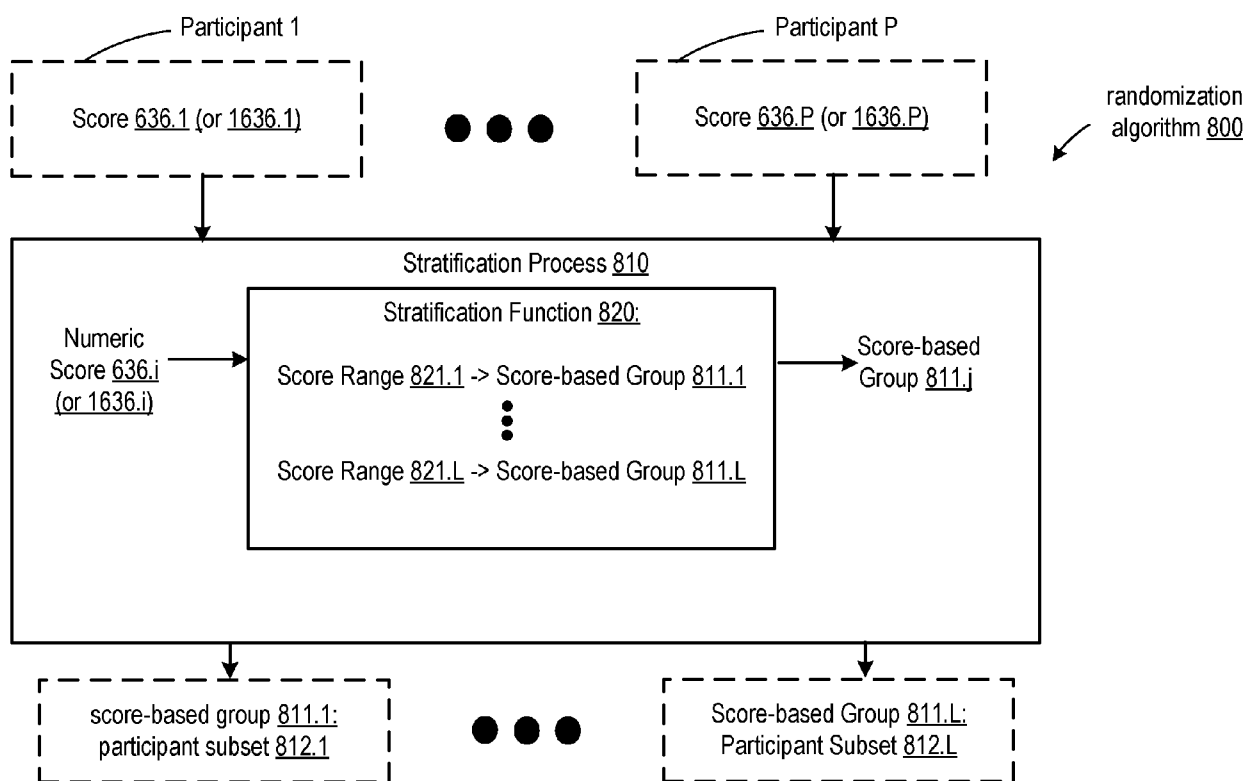 Participant 1
Participant P
Score 636.1 (or 1636.1)
Score 636.P (or 1636.P)
randomization
algorithm 800
Stratification Process 810
Stratification Function 820:
Numeric
Score 636.i
(or 1636.i)
Score Range 821.1 -> Score-based Group 811.1
Score Range 821.L -> Score-based Group 811.L
Score-based
Group 811.j
score-based group 811.1:
participant subset 812.1
Score-Based Group 811.L:
Participant Subset 812.L